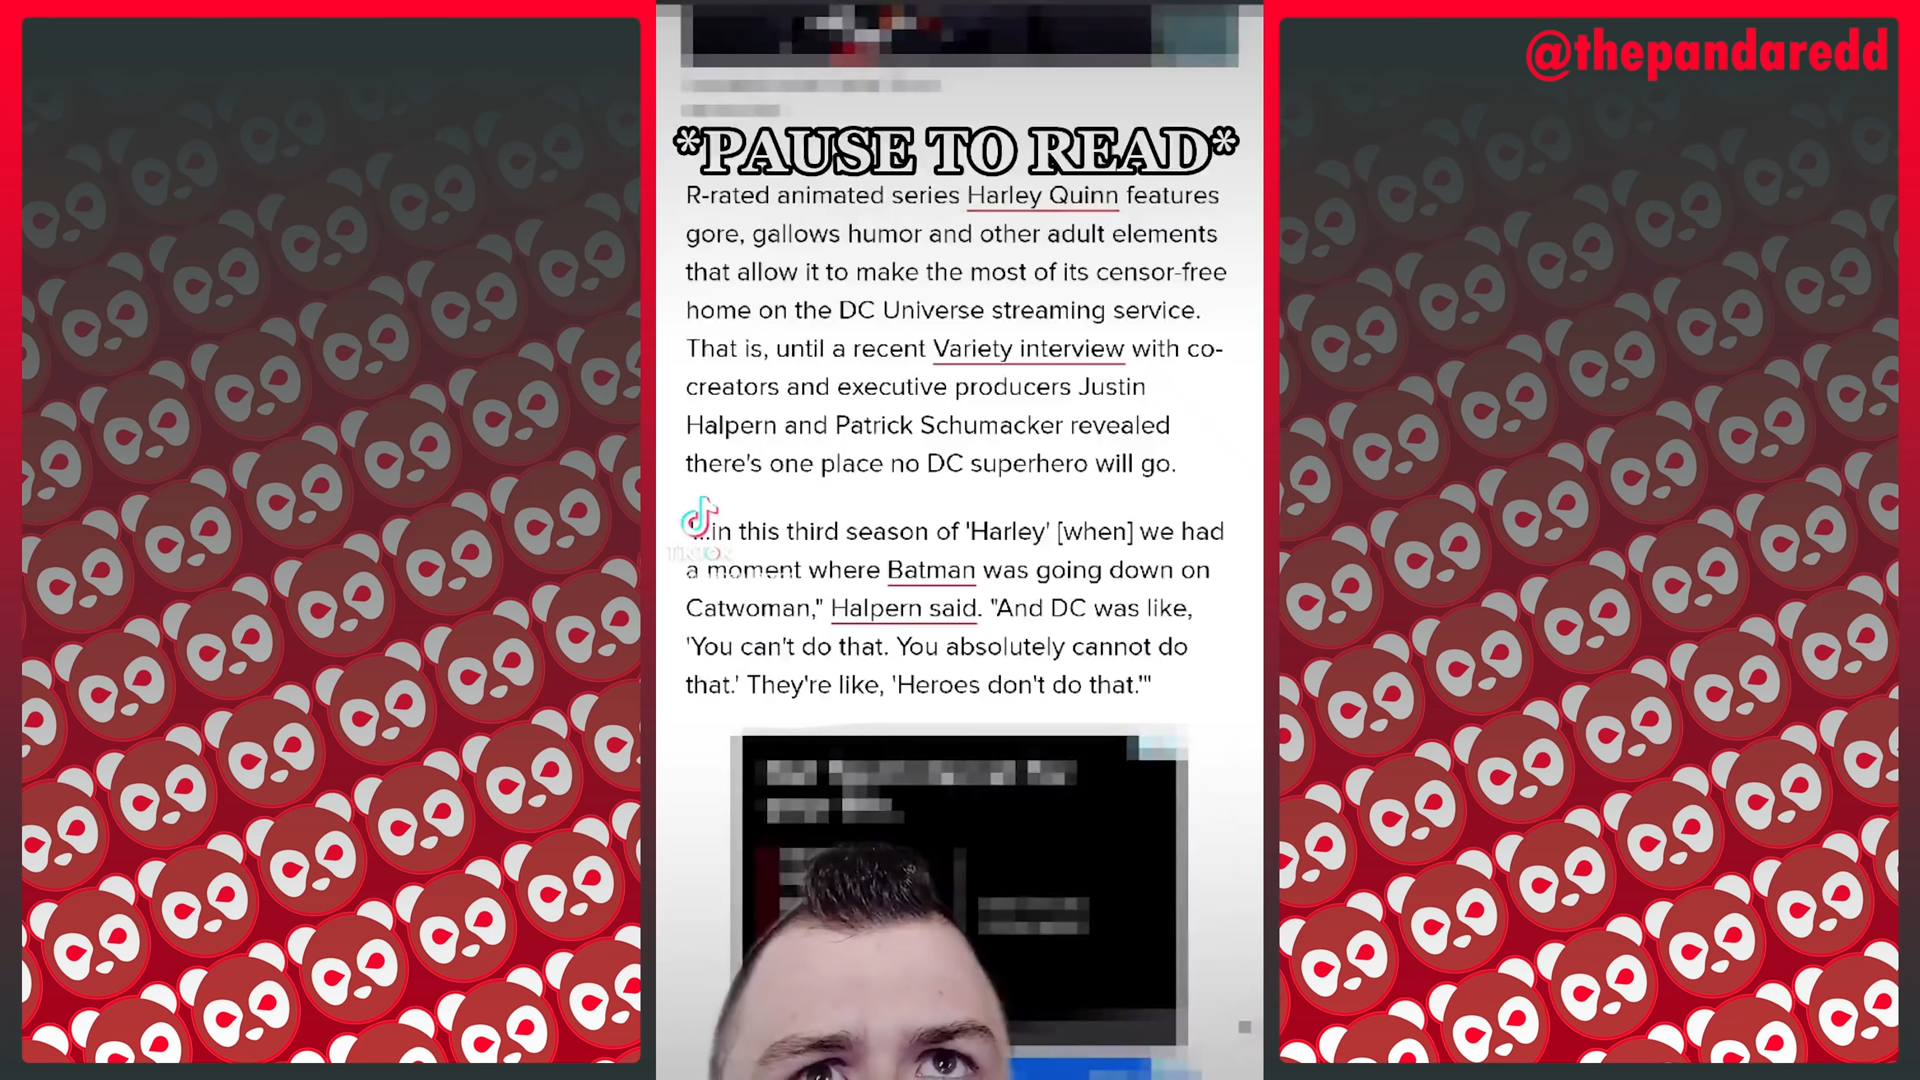 @thepandaredd
*PAUSE TO READ*
R-rated animated series Harley Quinn features
gore, gallows humor and other adult elements
that allow it to make the most of its censor-free
home on the DC Universe streaming service.
That is, until a recent Variety interview with co-
creators and executive producers Justin
Halpern and Patrick Schumacker revealed
there's one place no DC superhero will go.
"...in this third season of 'Harley' [when] we had
a moment where Batman was going down on
Catwoman," Halpern said. "And DC was like,
'You can't do that. You absolutely cannot do
that.' They're like, 'Heroes don't do that.'"
TikTok